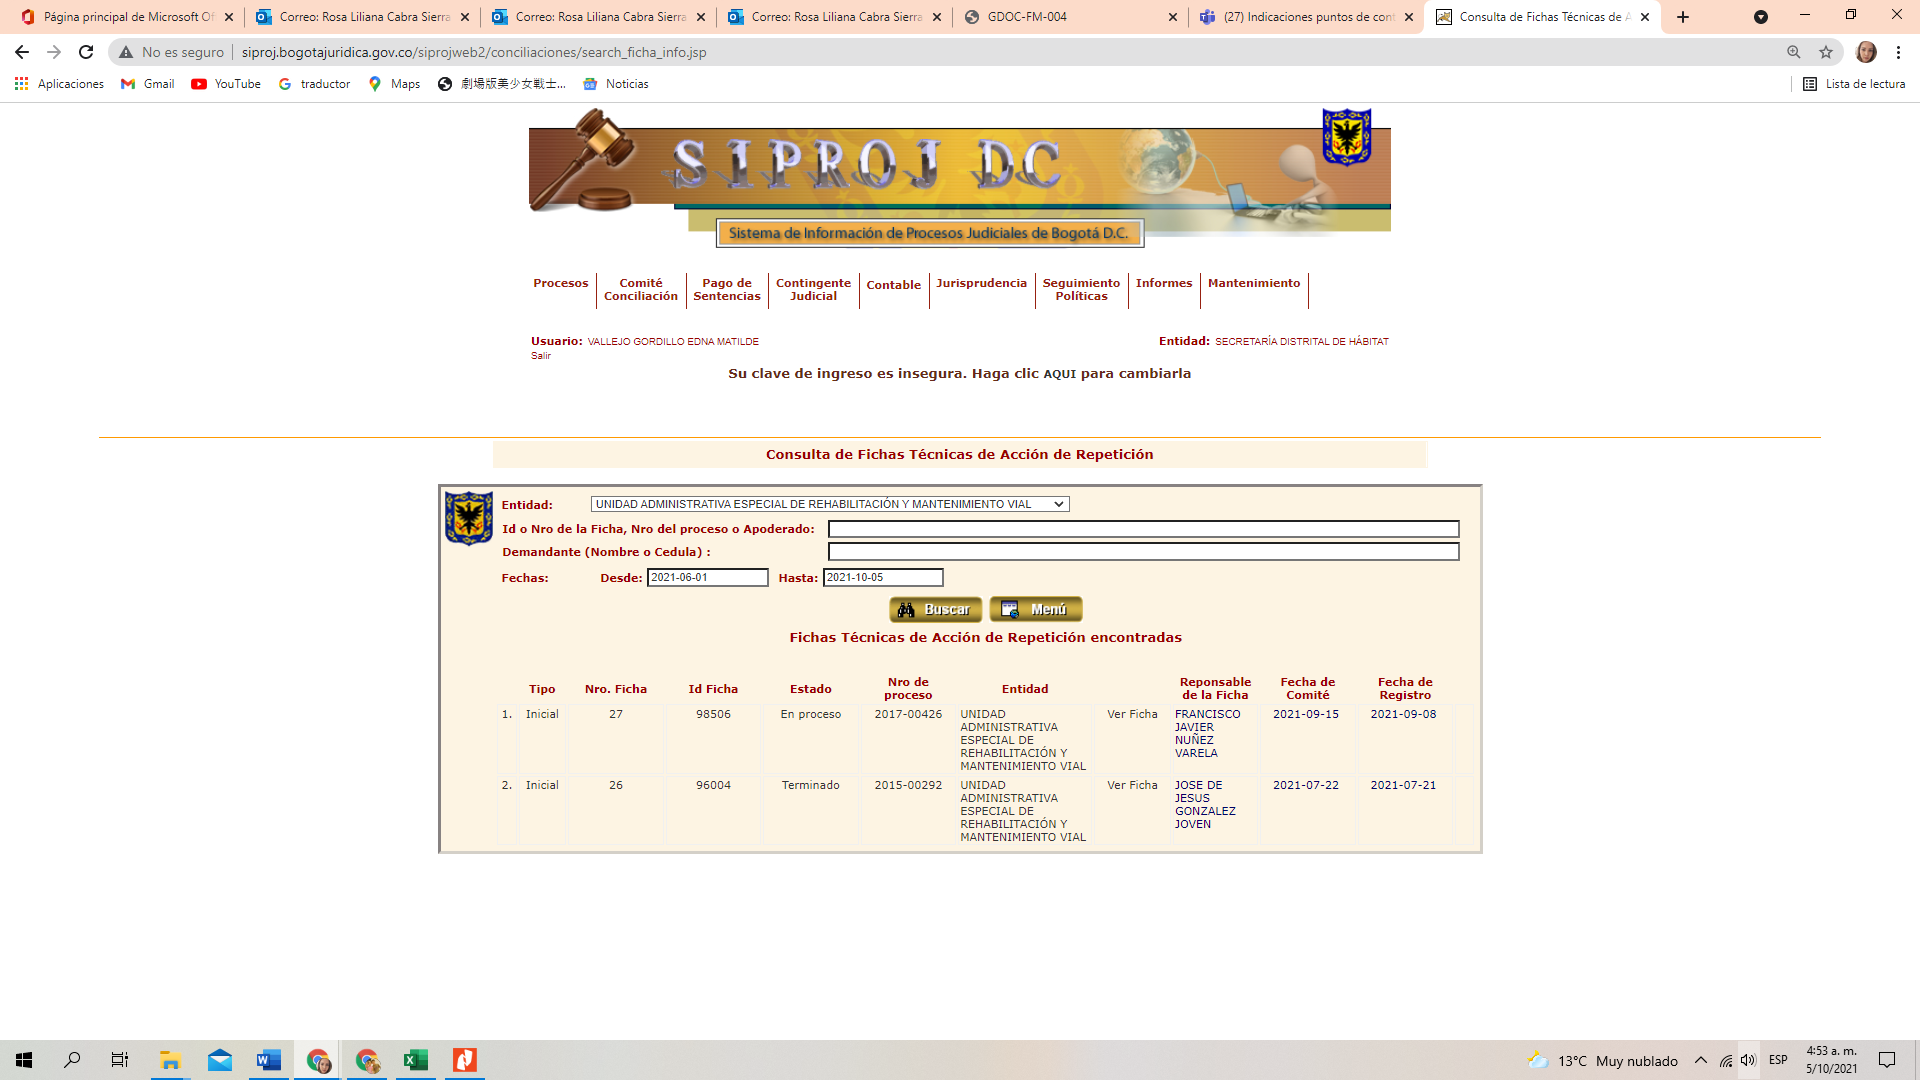 Página principal de Microsoft Of
Correo: Rosa Liliana Cabra Sierra
Correo: Rosa Liliana Cabra Sierra
Correo: Rosa Liliana Cabra Sierra
GDOC-FM-004
(27) Indicaciones puntos de cont
Consulta de Fichas Técnicas de A
No es seguro
siproj.bogotajuridica.gov.co/siprojweb2/conciliaciones/search_ficha_info.jsp
Aplicaciones
Gmail
YouTube
traductor
Maps
劇場版美少女戦士...
Noticias
Lista de lectura
SIPROJ DC
Sistema de Información de Procesos Judiciales de Bogotá D.C.
Procesos
Comité
Conciliación
Pago de
Sentencias
Contingente
Judicial
Contable
Jurisprudencia
Seguimiento
Políticas
Informes
Mantenimiento
Usuario: VALLEJO GORDILLO EDNA MATILDE
Entidad: SECRETARÍA DISTRITAL DE HÁBITAT
Salir
Su clave de ingreso es insegura. Haga clic AQUI para cambiarla
Consulta de Fichas Técnicas de Acción de Repetición
Entidad: UNIDAD ADMINISTRATIVA ESPECIAL DE REHABILITACIÓN Y MANTENIMIENTO VIAL
Id o Nro de la Ficha, Nro del proceso o Apoderado:
Demandante (Nombre o Cedula) :
Fechas: Desde: 2021-06-01 Hasta: 2021-10-05
Buscar
Menú
Fichas Técnicas de Acción de Repetición encontradas
Tipo
Nro. Ficha
Id Ficha
Estado
Nro de
proceso
Entidad
Reponsable
de la Ficha
Fecha de
Comité
Fecha de
Registro
1. Inicial 27 98506 En proceso 2017-00426
UNIDAD
ADMINISTRATIVA
ESPECIAL DE
REHABILITACIÓN Y
MANTENIMIENTO VIAL
Ver Ficha
FRANCISCO
JAVIER
NUÑEZ
VARELA
2021-09-15
2021-09-08
2. Inicial 26 96004 Terminado 2015-00292
UNIDAD
ADMINISTRATIVA
ESPECIAL DE
REHABILITACIÓN Y
MANTENIMIENTO VIAL
Ver Ficha
JOSE DE
JESUS
GONZALEZ
JOVEN
2021-07-22
2021-07-21
13°C Muy nublado
ESP
4:53 a. m.
5/10/2021